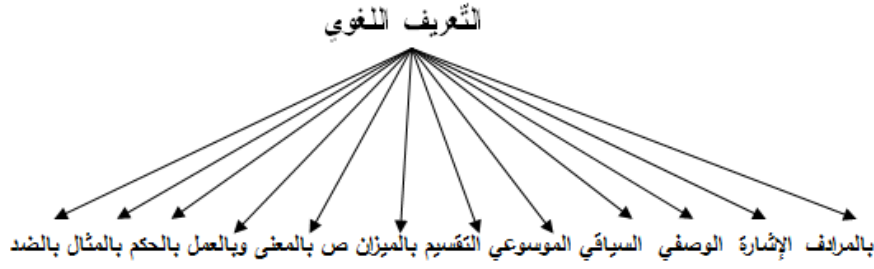 التّعريف اللغوي
بالمرادف الإشارة الوصفي السياقي الموسوعي التقسيم بالميزان ص بالمعنى وبالعمل بالحكم بالمثال بالضد